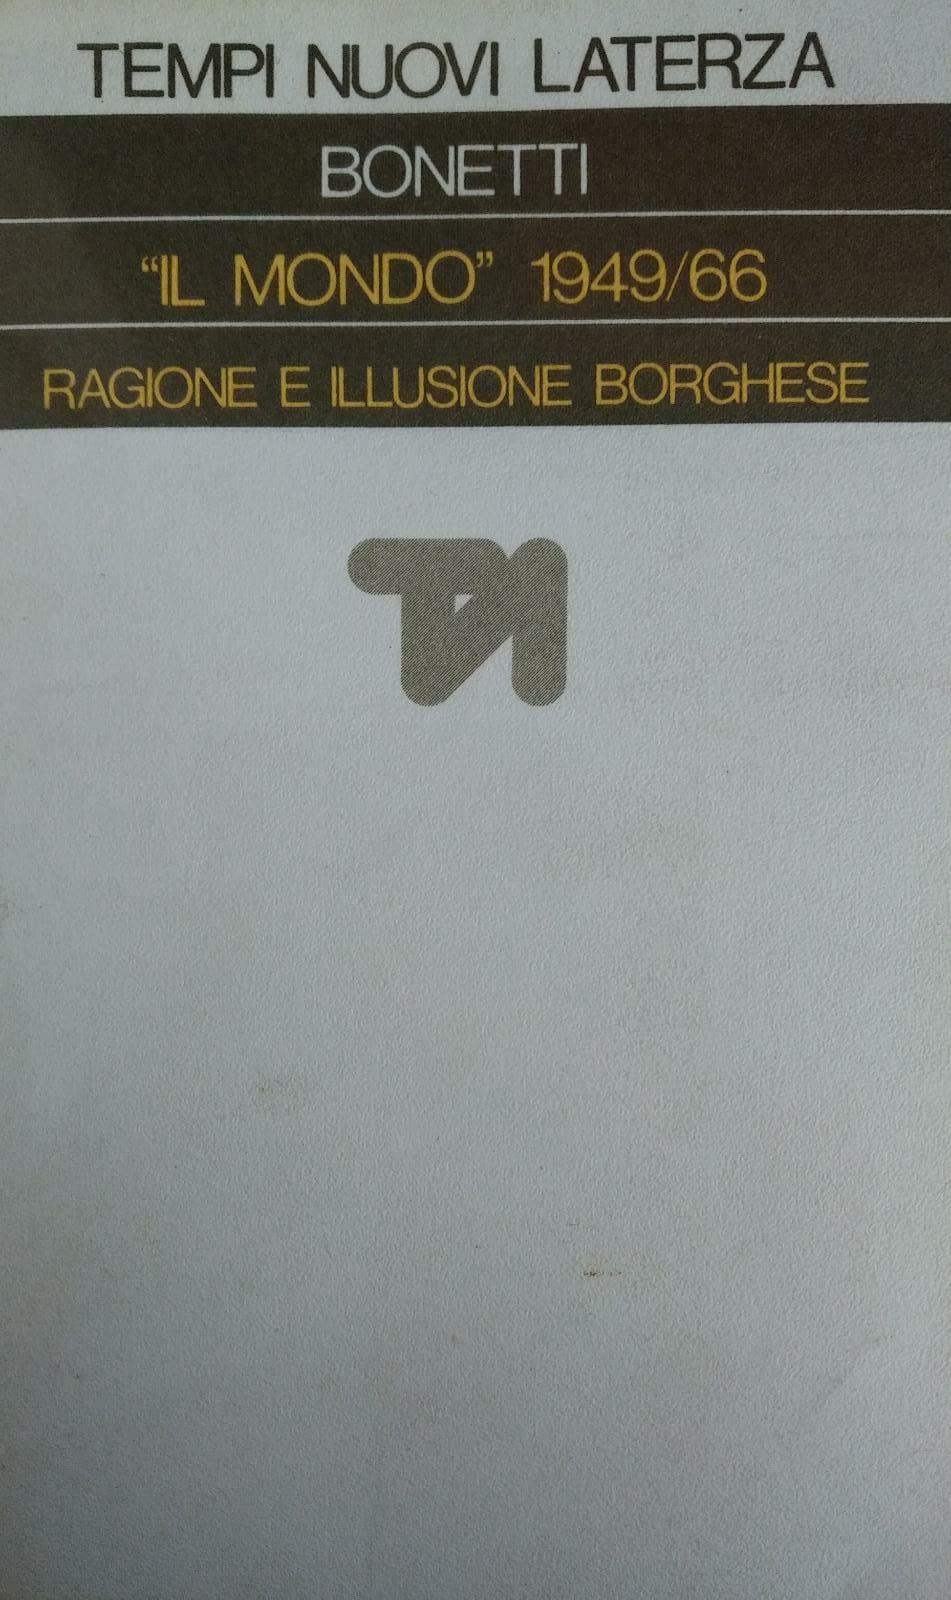 TEMPI NUOVI LATERZA
BONETTI
“IL MONDO” 1949/66
RAGIONE E ILLUSIONE BORGHESE